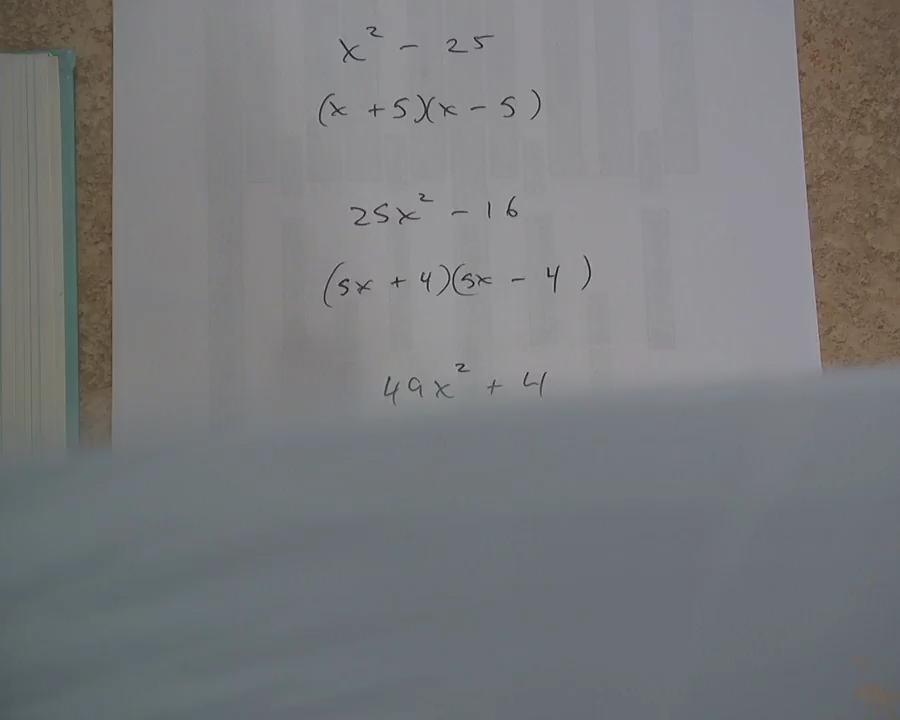 x² - 25
(x + 5)(x - 5)
25x² - 16
(5x + 4)(5x - 4)
49x² + 4